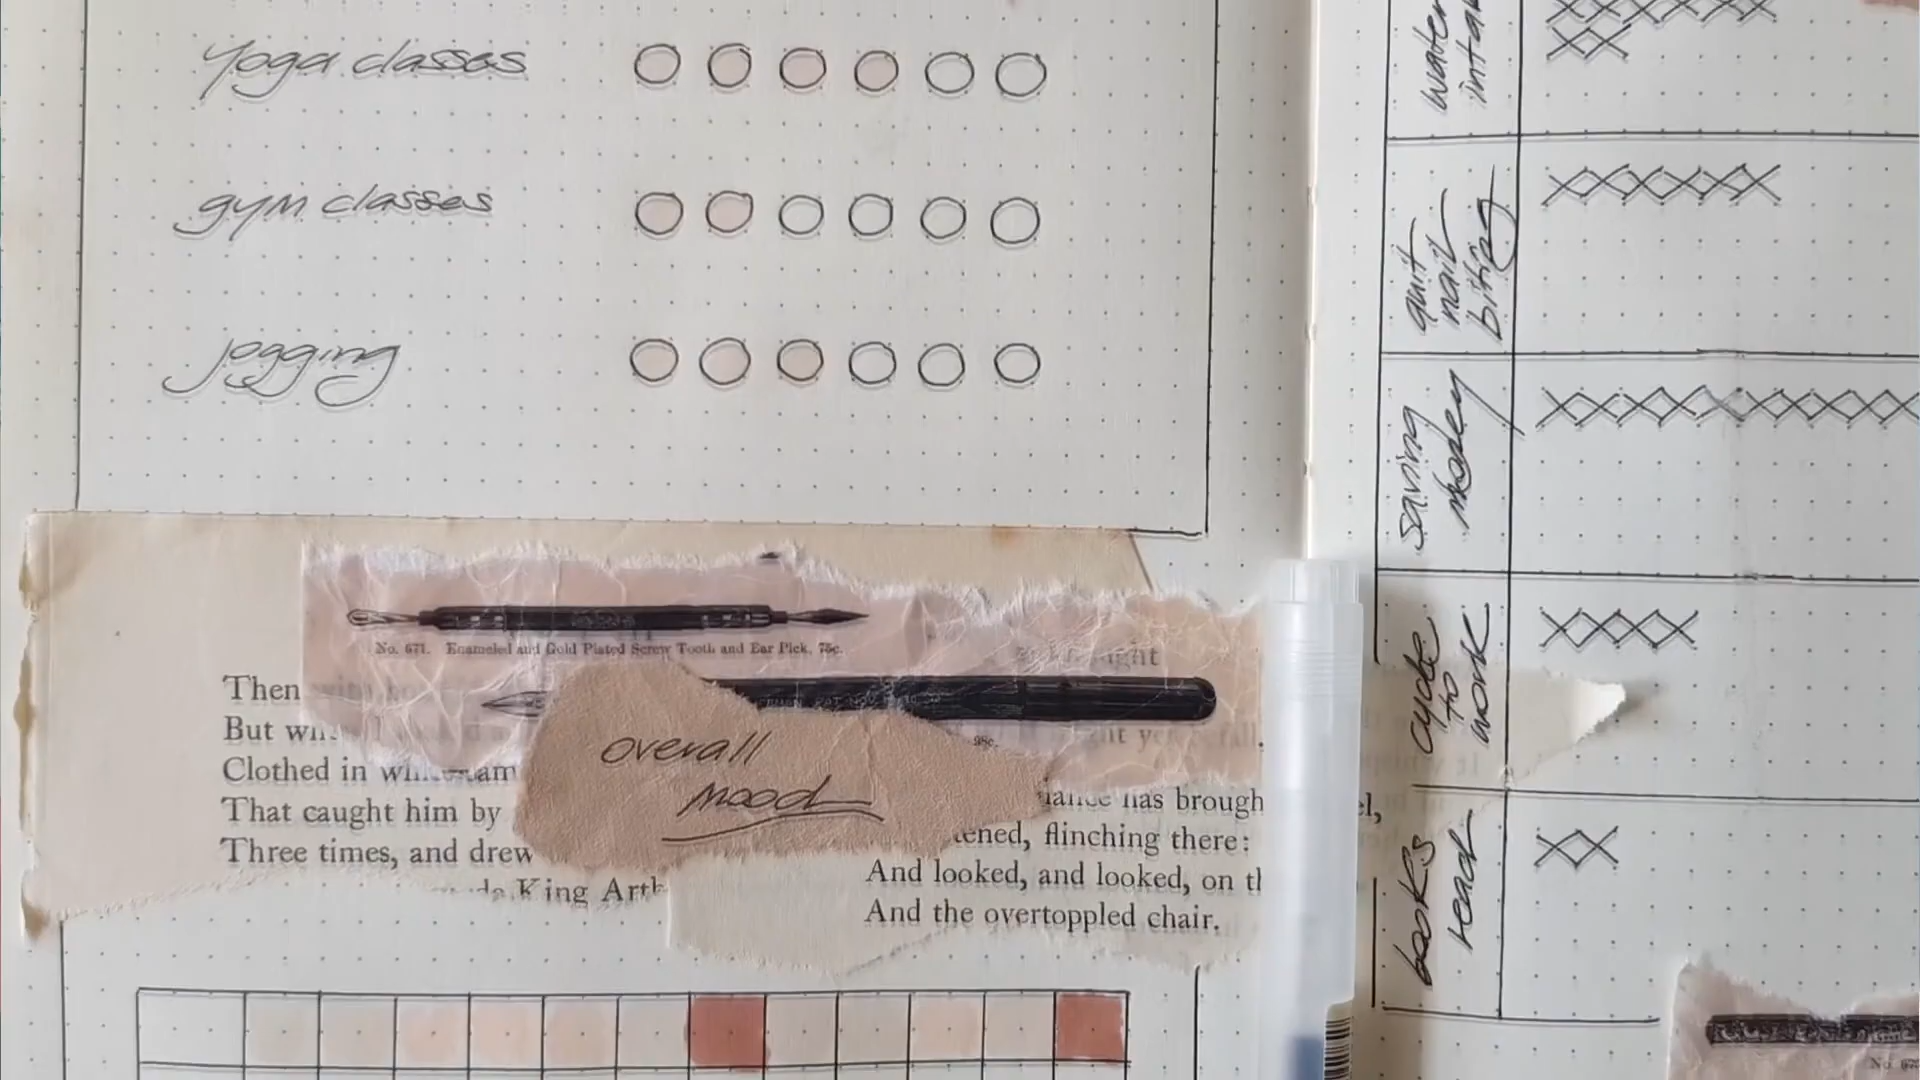 Yoga classes
gym classes
jogging
No. 671. Enameled and Gold Plated Screw Tooth and Ear Pick, 75c.
Then
But
Clothed in
That caught him by
Three times, and drew
King
98c.
overall
mood
has brough
flinching there:
And looked, and looked, on
And the overtoppled chair.
water
quit
nail
biting
saving
money
cycle
to
work
books
read